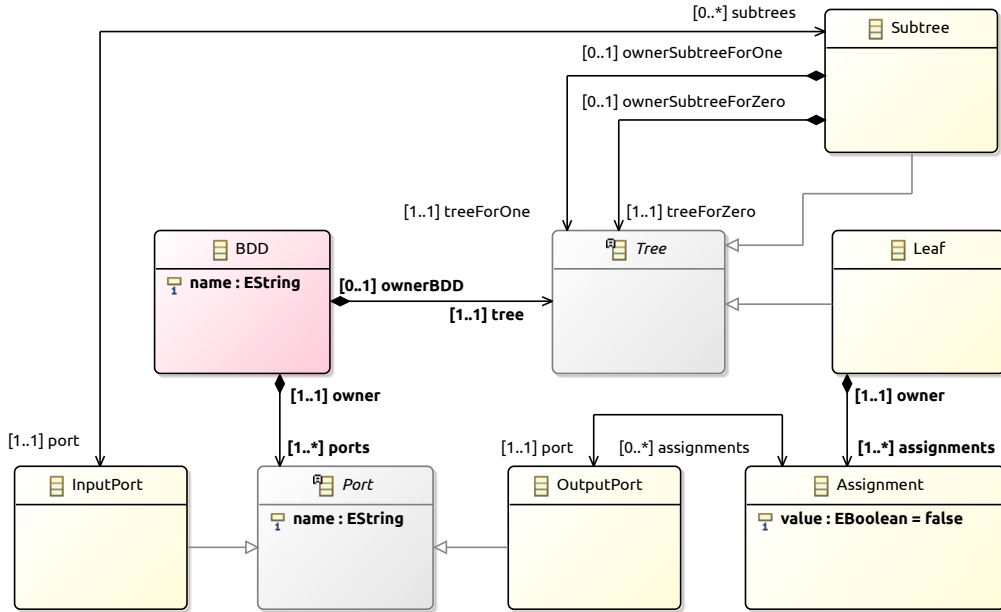 [0..*] subtrees
Subtree
[0..1] ownerSubtreeForOne
[0..1] ownerSubtreeForZero
[1..1] treeForOne
[1..1] treeForZero
BDD
name : EString
[0..1] ownerBDD
[1..1] tree
Tree
Leaf
[1..1] owner
[1..1] owner
[1..1] port
[1..*] ports
[1..1] port
[0..*] assignments
[1..*] assignments
InputPort
Port
name : EString
OutputPort
Assignment
value : EBoolean = false